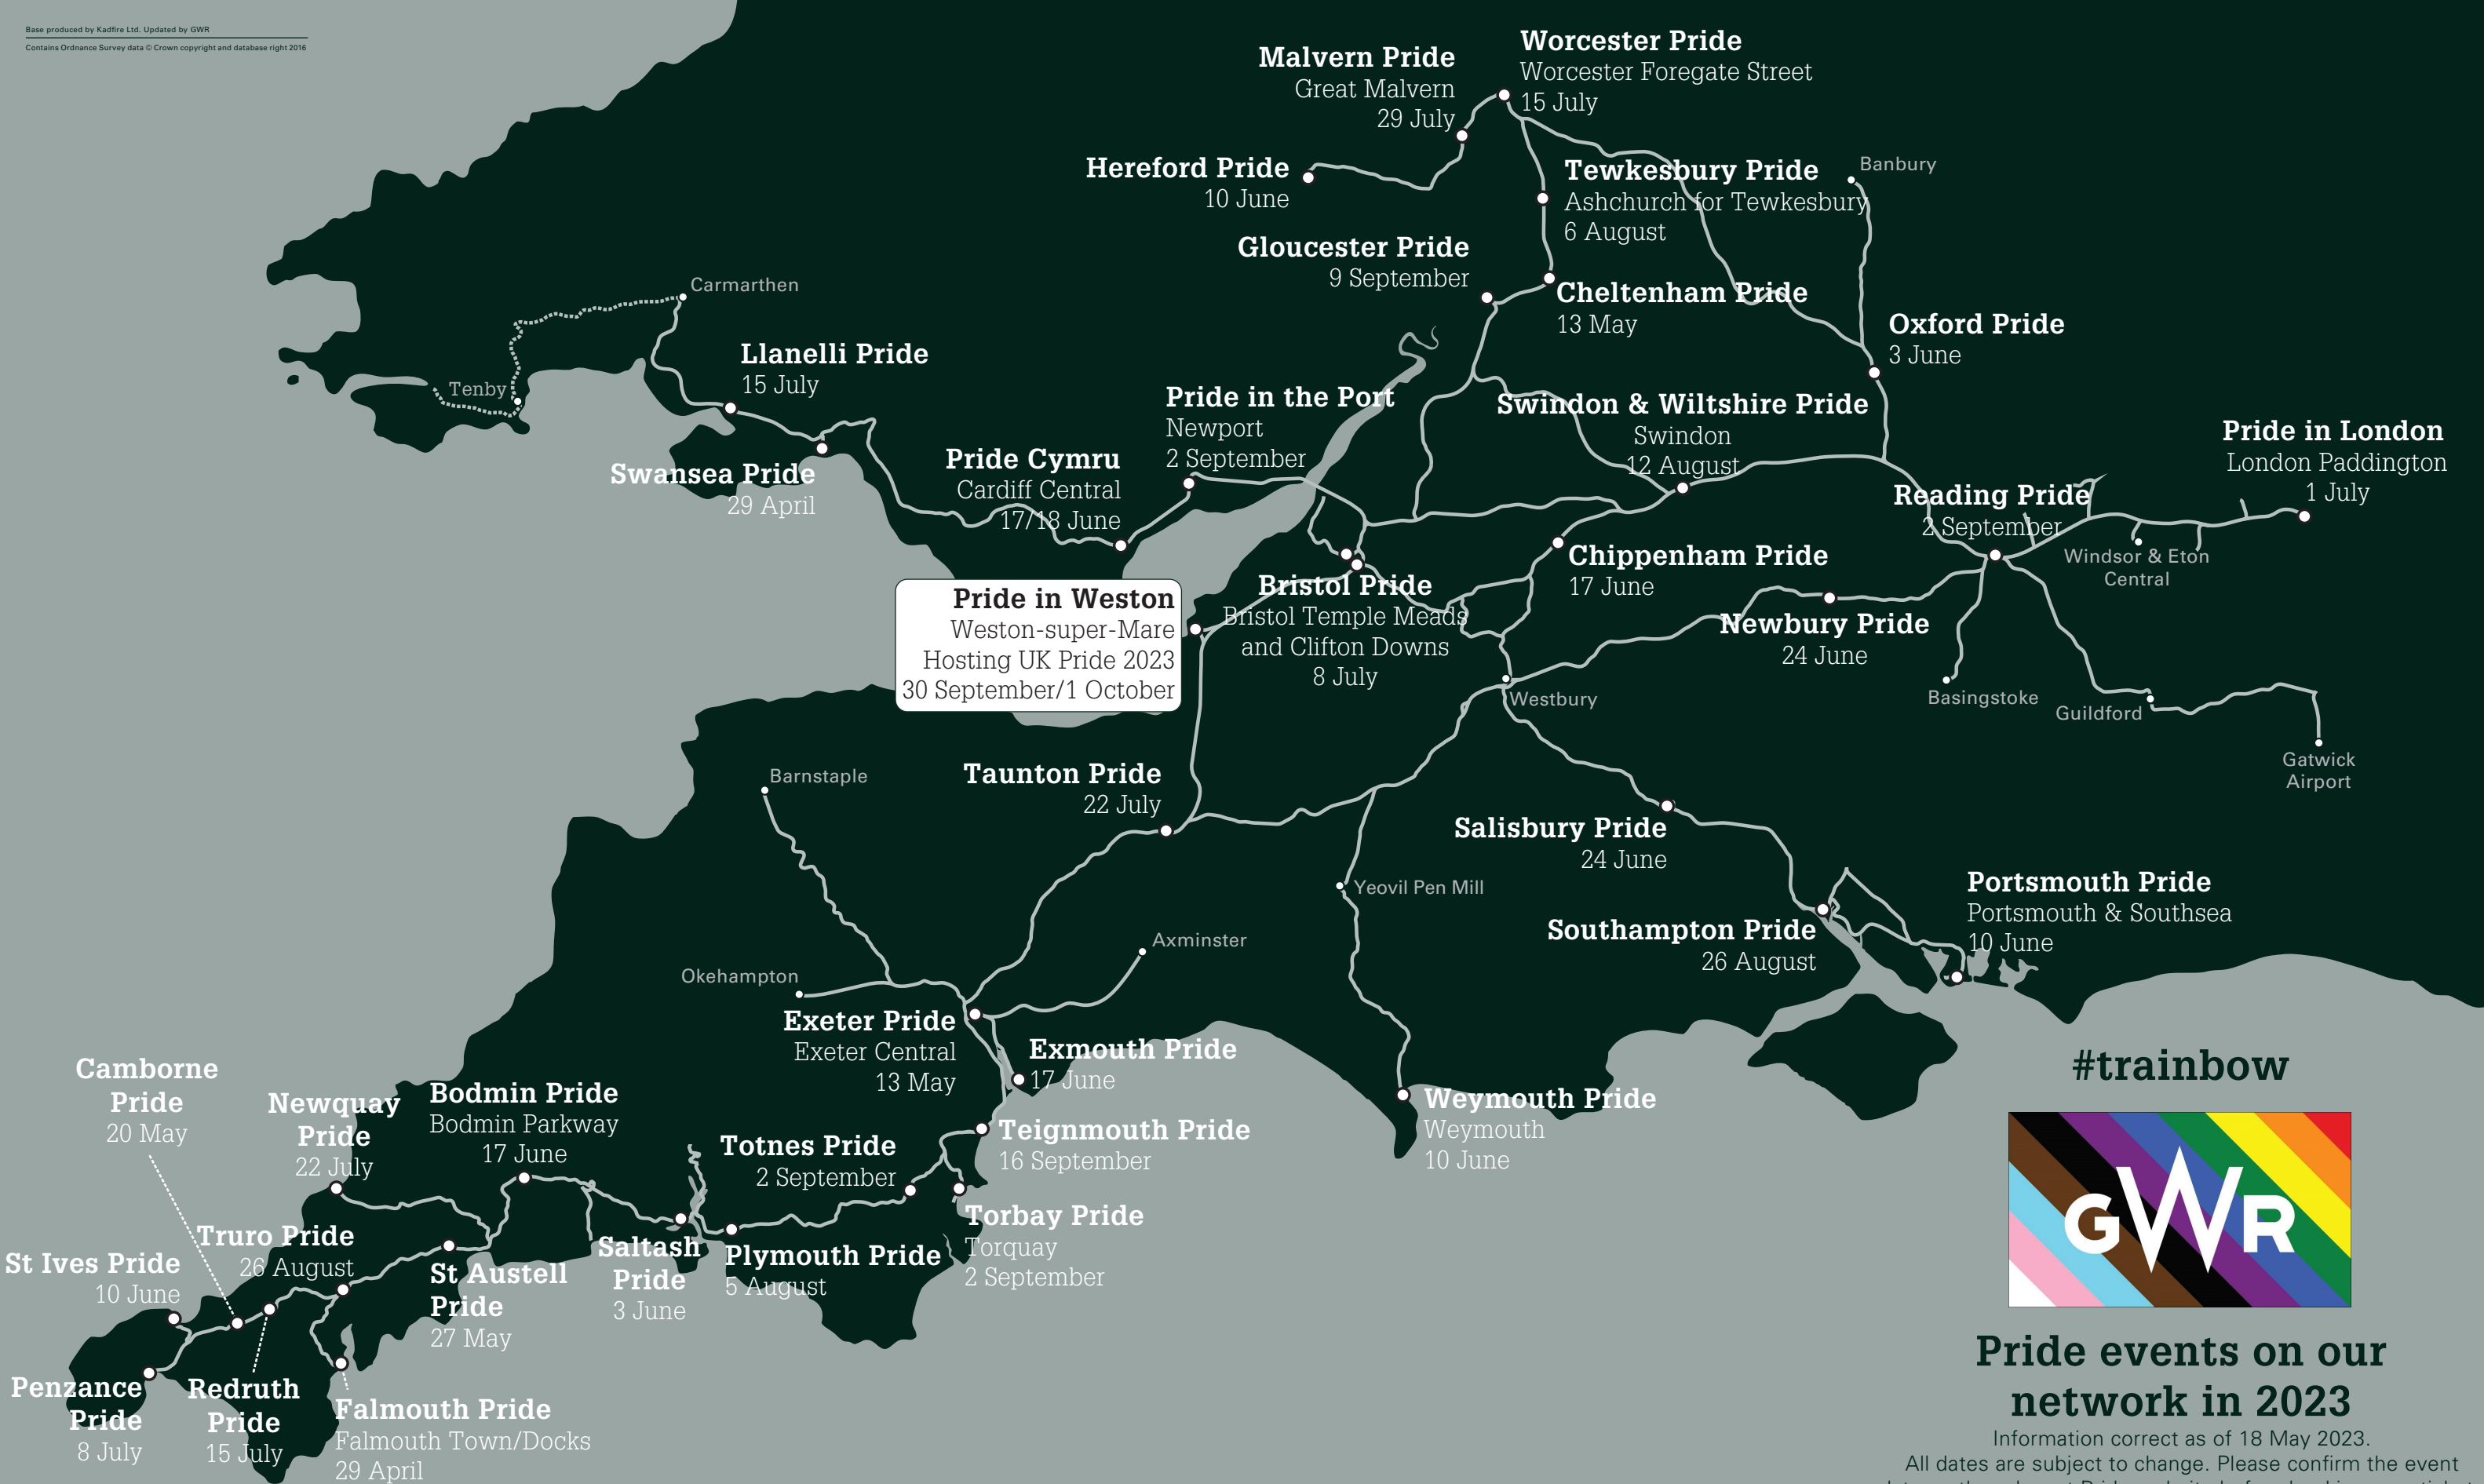 Base produced by Kadfire Ltd. Updated by GWR
Contains Ordnance Survey data © Crown copyright and database right 2016
Malvern Pride
Great Malvern
29 July
Worcester Pride
Worcester Foregate Street
15 July
Hereford Pride
10 June
Tewkesbury Pride
Ashchurch for Tewkesbury
6 August
Banbury
Gloucester Pride
9 September
Cheltenham Pride
13 May
Oxford Pride
3 June
Carmarthen
Tenby
Llanelli Pride
15 July
Swansea Pride
29 April
Pride Cymru
Cardiff Central
17/18 June
Pride in the Port
Newport
2 September
Swindon & Wiltshire Pride
Swindon
12 August
Reading Pride
2 September
Pride in London
London Paddington
1 July
Windsor & Eton
Central
Chippenham Pride
17 June
Bristol Pride
Bristol Temple Meads
and Clifton Downs
8 July
Pride in Weston
Weston-super-Mare
Hosting UK Pride 2023
30 September/1 October
Newbury Pride
24 June
Westbury
Basingstoke
Guildford
Gatwick
Airport
Barnstaple
Taunton Pride
22 July
Salisbury Pride
24 June
Yeovil Pen Mill
Southampton Pride
26 August
Portsmouth Pride
Portsmouth & Southsea
10 June
Axminster
Okehampton
Exeter Pride
Exeter Central
13 May
Exmouth Pride
17 June
Weymouth Pride
Weymouth
10 June
Teignmouth Pride
16 September
Totnes Pride
2 September
Torbay Pride
Torquay
2 September
Camborne
Pride
20 May
Newquay
Pride
22 July
Bodmin Pride
Bodmin Parkway
17 June
Truro Pride
26 August
St Ives Pride
10 June
St Austell
Pride
27 May
Saltash
Pride
3 June
Plymouth Pride
5 August
Penzance
Pride
8 July
Redruth
Pride
15 July
Falmouth Pride
Falmouth Town/Docks
29 April
#trainbow
GWR
Pride events on our
network in 2023
Information correct as of 18 May 2023.
All dates are subject to change. Please confirm the event